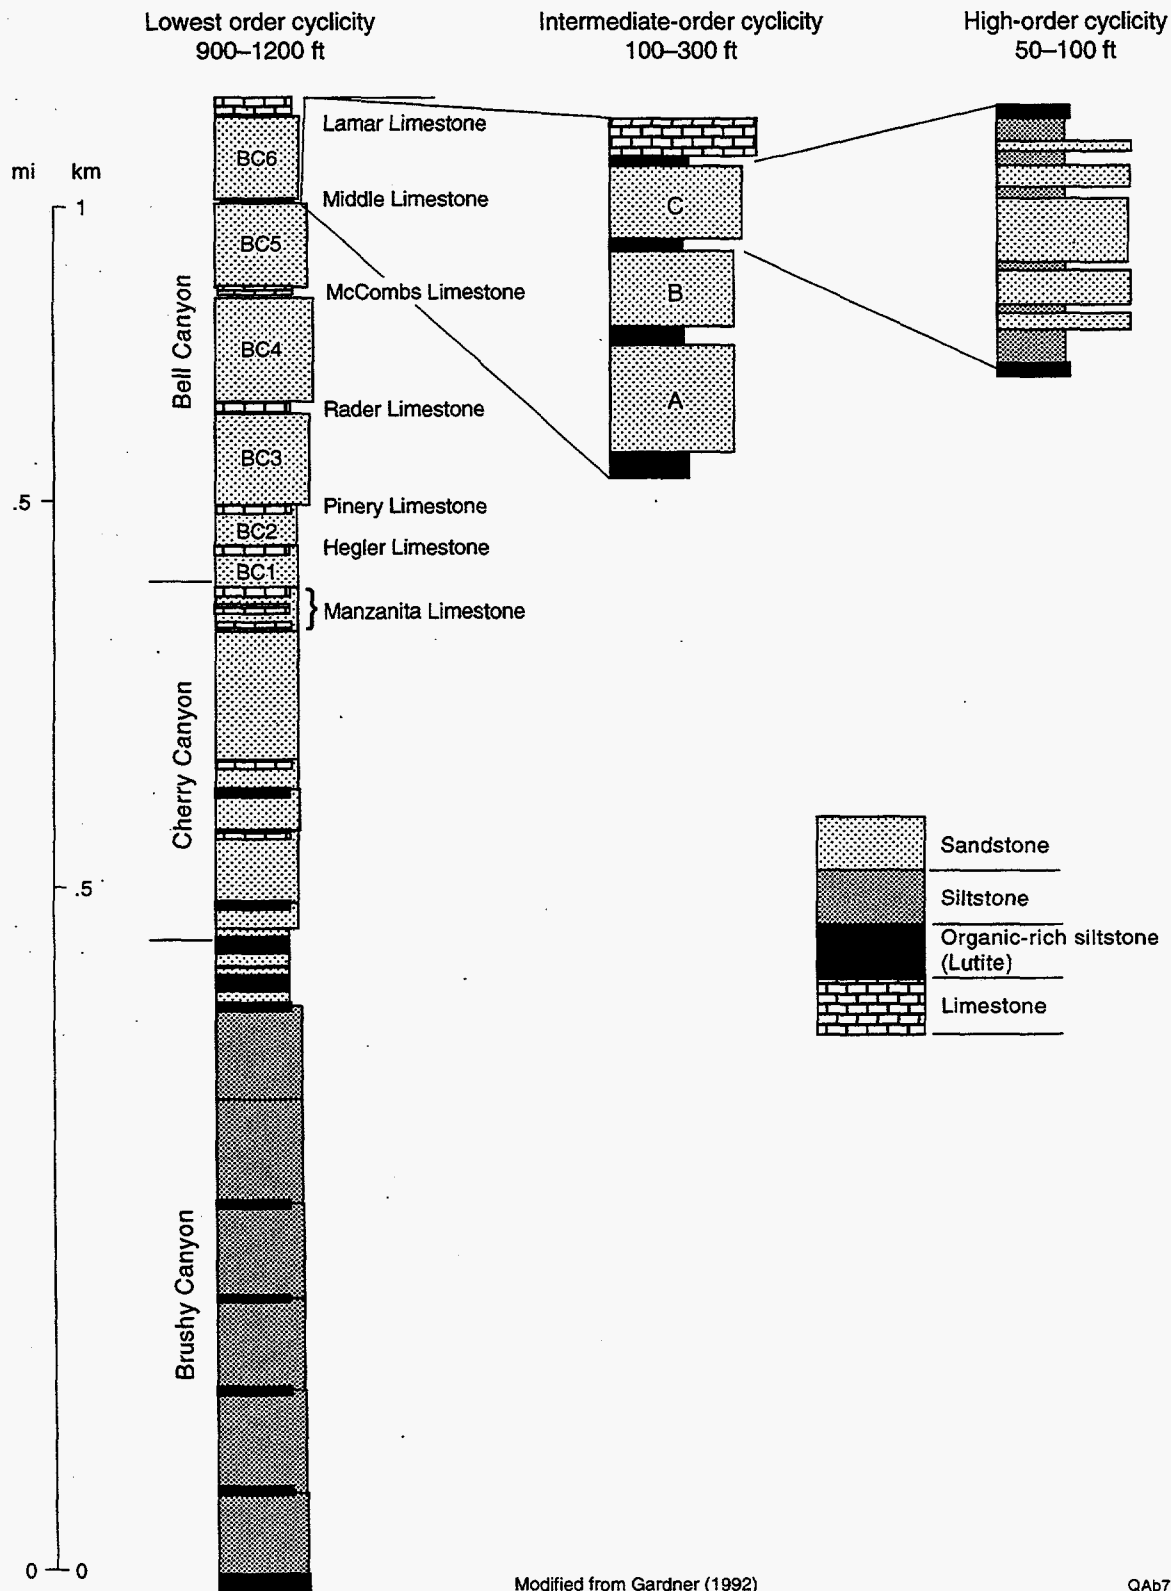 Lowest order cyclicity
900–1200 ft
Intermediate-order cyclicity
100–300 ft
High-order cyclicity
50–100 ft
mi km
1
.5
.5
0 0
Bell Canyon
Cherry Canyon
Brushy Canyon
BC6
BC5
BC4
BC3
BC2
BC1
Lamar Limestone
Middle Limestone
McCombs Limestone
Rader Limestone
Pinery Limestone
Hegler Limestone
Manzanita Limestone
C
B
A
Sandstone
Siltstone
Organic-rich siltstone
(Lutite)
Limestone
Modified from Gardner (1992)
QAb7